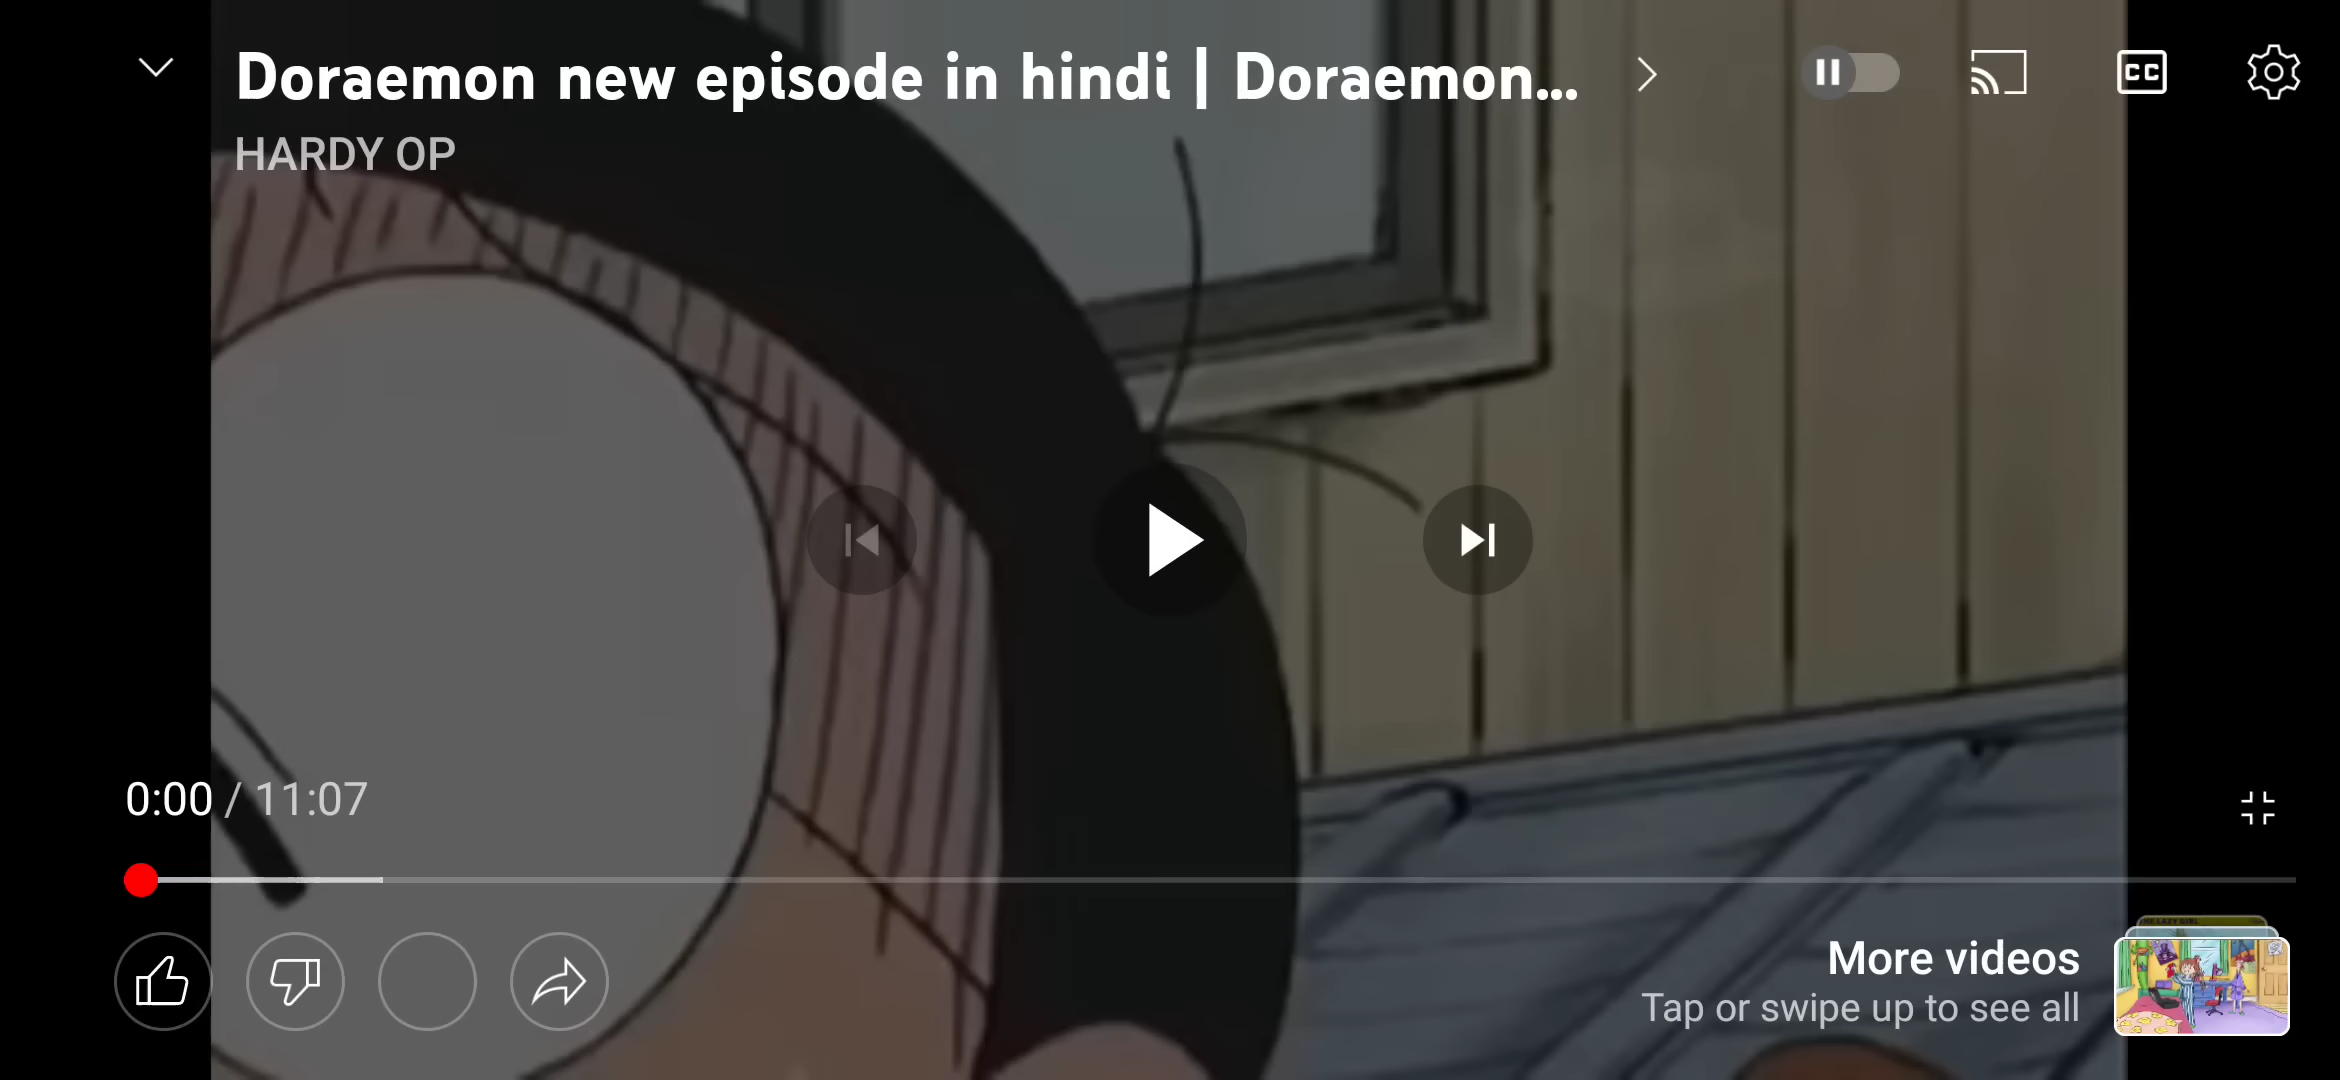 Doraemon new episode in hindi | Doraemon...
HARDY OP
CC
0:00 / 11:07
More videos
Tap or swipe up to see all